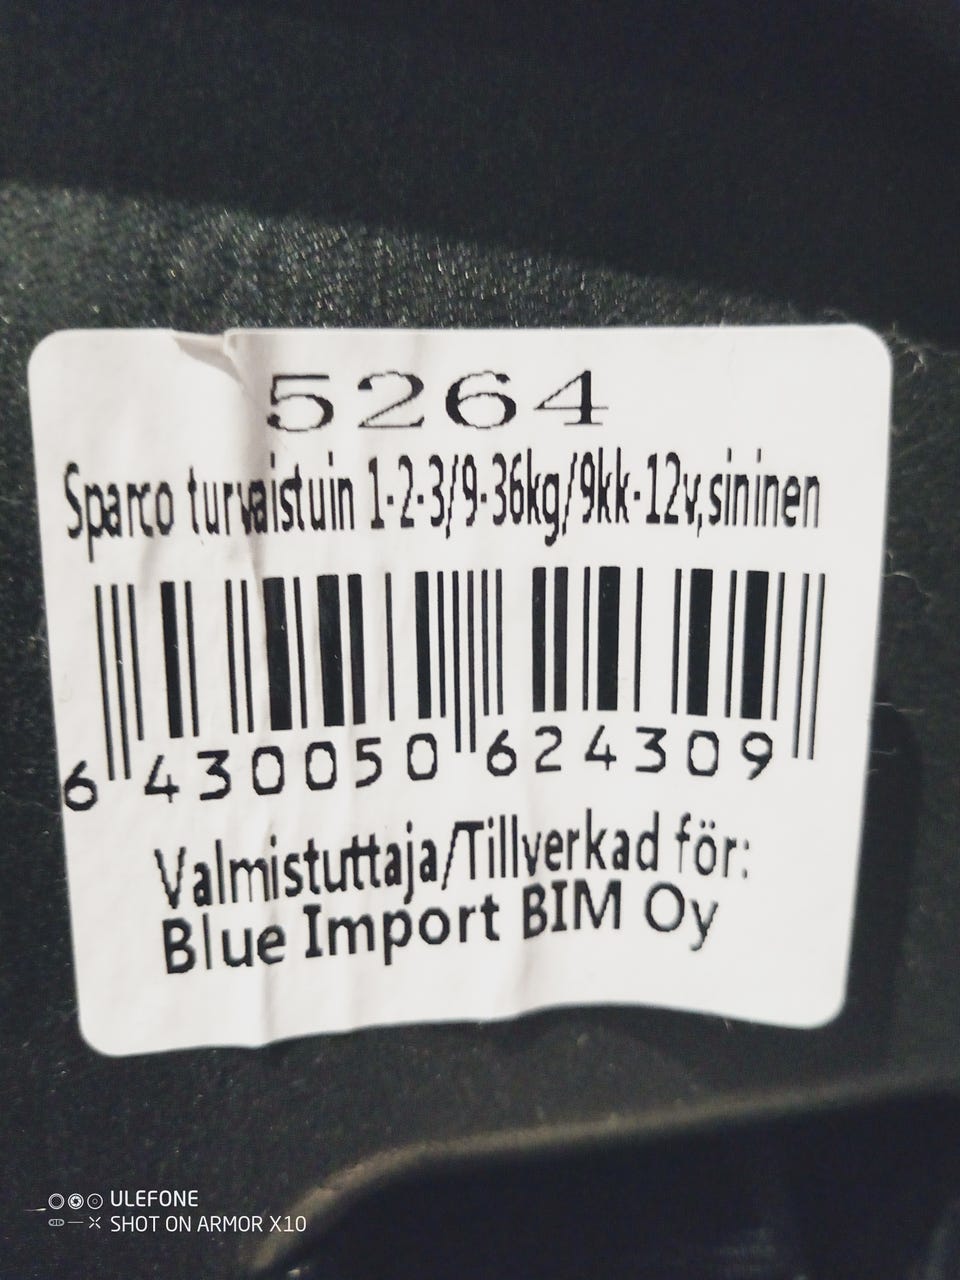 5264
Sparco turvaistuin 1-2-3/9-36kg/9kk-12v,sininen
6 430050 624309
Valmistuttaja/Tillverkad för:
Blue Import BIM Oy
ULEFONE
SHOT ON ARMOR X10